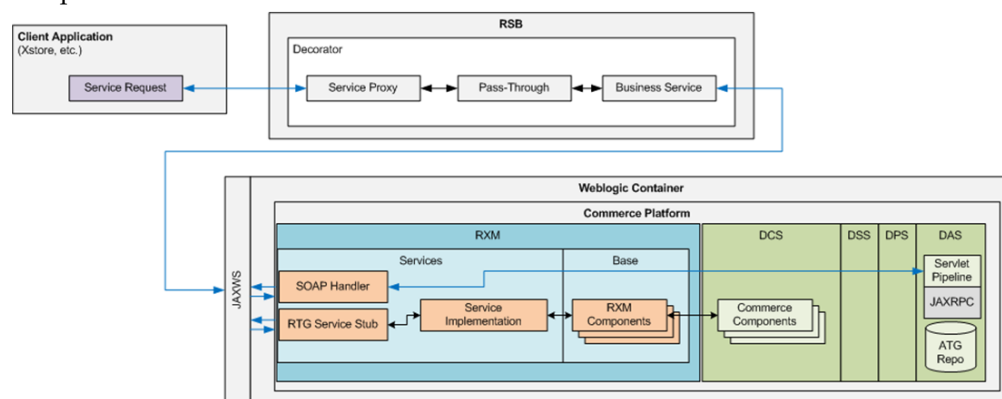 Client Application
(Xstore, etc.)
Service Request
RSB
Decorator
Service Proxy
Pass-Through
Business Service
Weblogic Container
Commerce Platform
JAXWS
RXM
DCS
DSS
DPS
DAS
Services
Base
SOAP Handler
RTG Service Stub
Service
Implementation
RXM
Components
Commerce
Components
Servlet
Pipeline
JAXRPC
ATG
Repo